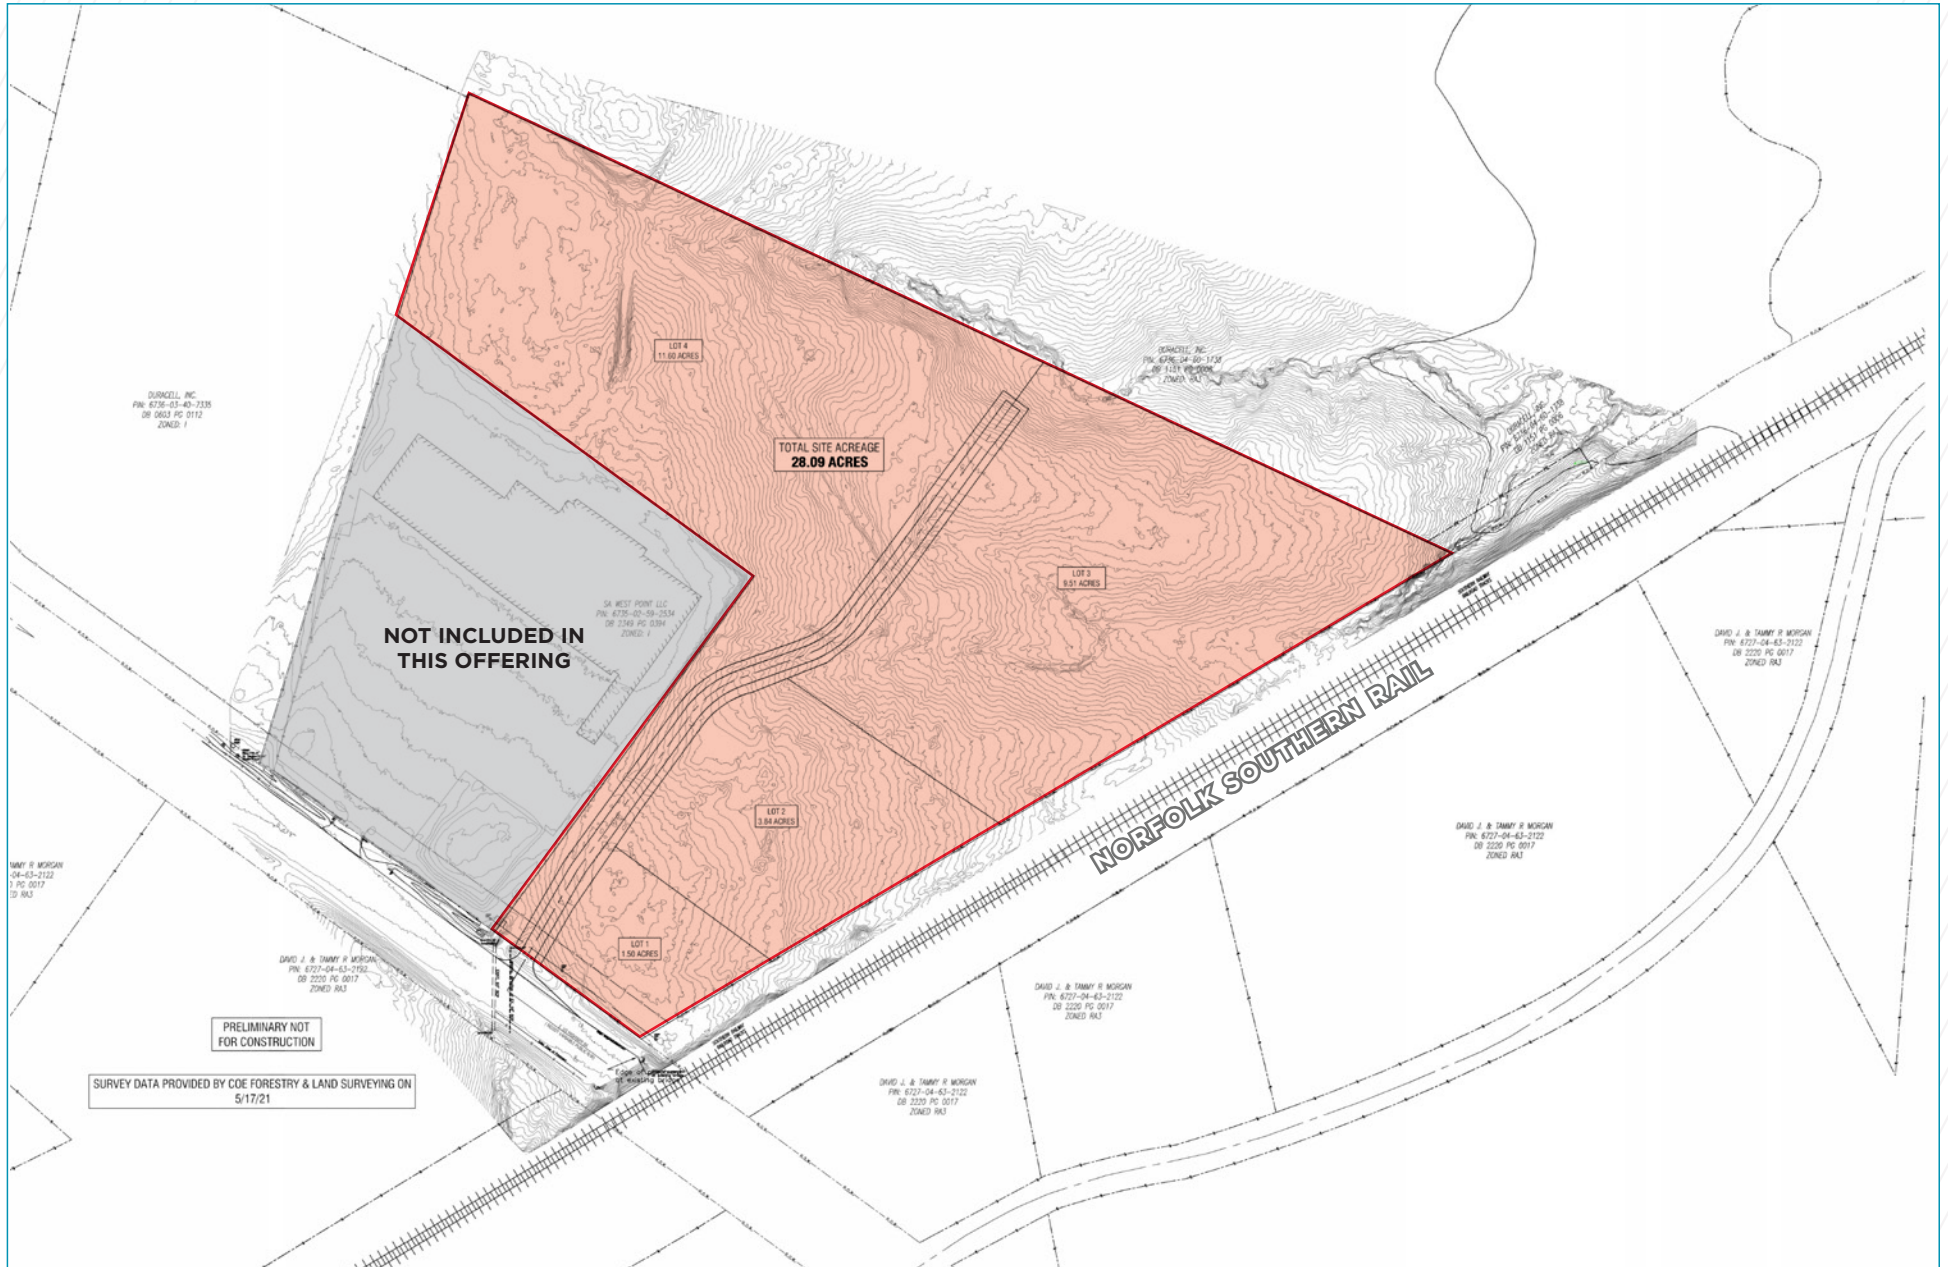 DURACELL, INC.
PIN: 6736-03-40-7335
DB 0603 PG 0112
ZONED: I
LOT 4
11.60 ACRES
DURACELL, INC.
ZONED: RA3
TOTAL SITE ACREAGE
28.09 ACRES
LOT 3
9.51 ACRES
SA WEST POINT LLC
PIN: 6735-02-59-2534
DB 2349 PG 0394
ZONED: I
NOT INCLUDED IN
THIS OFFERING
DAVID J. & TAMMY R MORGAN
PIN: 6727-04-63-2122
DB 2220 PG 0017
ZONED RA3
NORFOLK SOUTHERN RAIL
LOT 2
3.84 ACRES
DAVID J. & TAMMY R MORGAN
PIN: 6727-04-63-2122
DB 2220 PG 0017
ZONED RA3
R MORGAN
-04-63-2122
PG 0017
RA3
LOT 1
1.50 ACRES
DAVID J. & TAMMY R MORGAN
PIN: 6727-04-63-2122
DB 2220 PG 0017
ZONED RA3
DAVID J. & TAMMY R MORGAN
PIN: 6727-04-63-2122
DB 2220 PG 0017
ZONED RA3
PRELIMINARY NOT
FOR CONSTRUCTION
Edge of
of existing bridge
SURVEY DATA PROVIDED BY COE FORESTRY & LAND SURVEYING ON
5/17/21
DAVID J. & TAMMY R MORGAN
PIN: 6727-04-63-2122
DB 2220 PG 0017
ZONED RA3